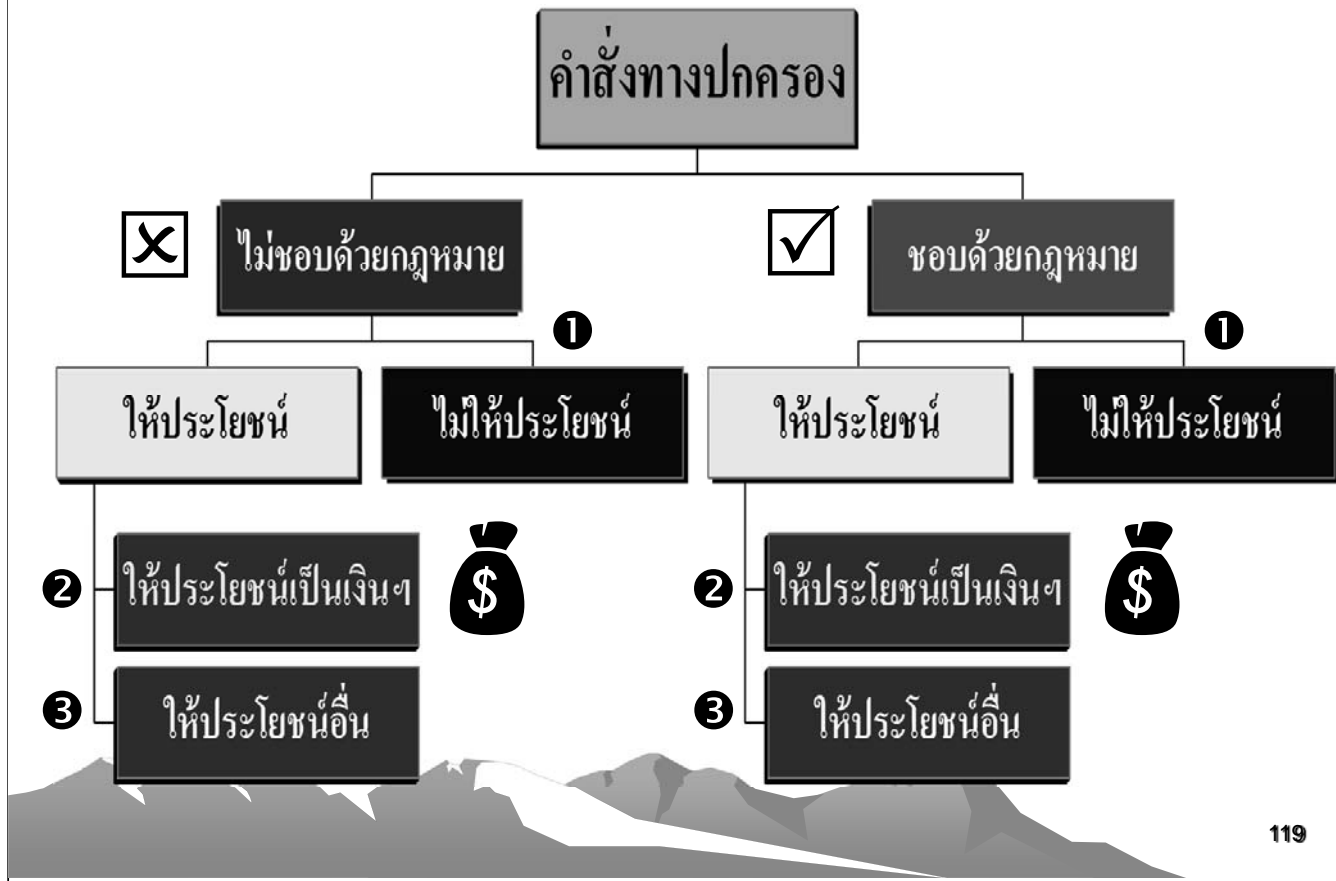 คำสั่งทางปกครอง
ไม่ชอบด้วยกฎหมาย
ชอบด้วยกฎหมาย
❶
❶
ให้ประโยชน์
ไม่ให้ประโยชน์
ให้ประโยชน์
ไม่ให้ประโยชน์
❷
ให้ประโยชน์เป็นเงินฯ
$
❷
ให้ประโยชน์เป็นเงินฯ
$
❸
ให้ประโยชน์อื่น
❸
ให้ประโยชน์อื่น
119